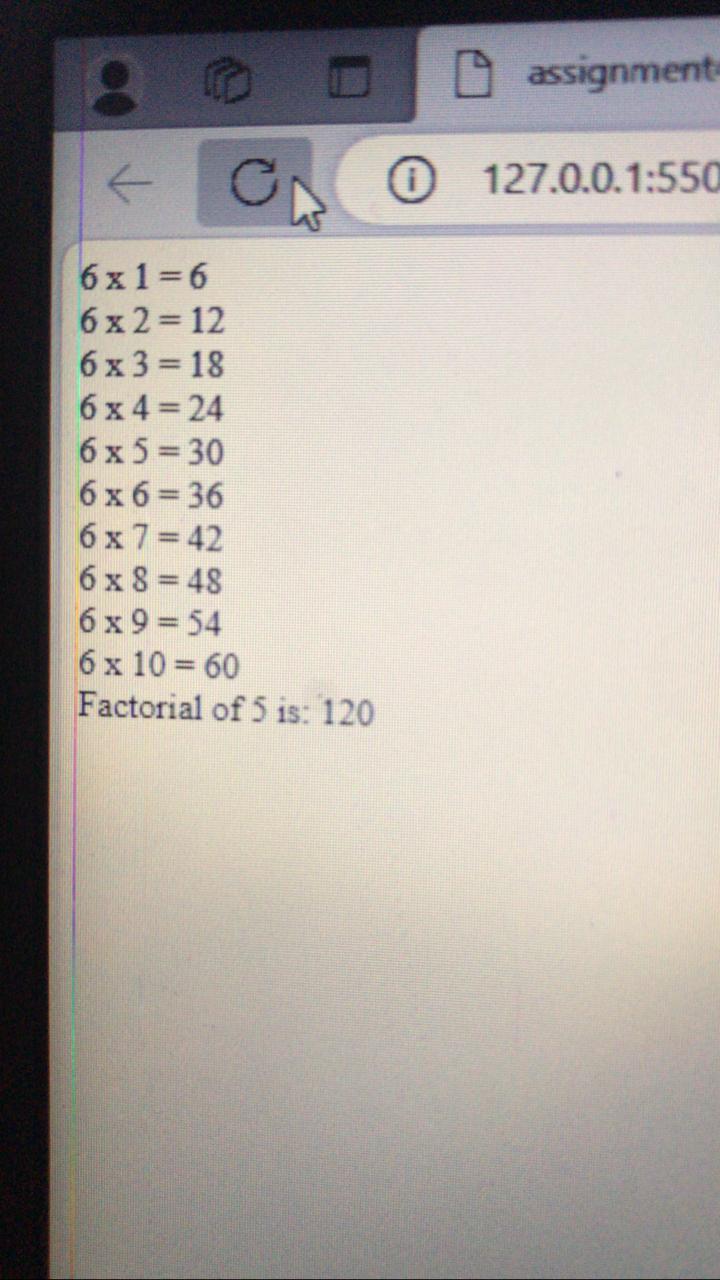 assignment
127.0.0.1:550
6 x 1 = 6
6 x 2 = 12
6 x 3 = 18
6 x 4 = 24
6 x 5 = 30
6 x 6 = 36
6 x 7 = 42
6 x 8 = 48
6 x 9 = 54
6 x 10 = 60
Factorial of 5 is: 120